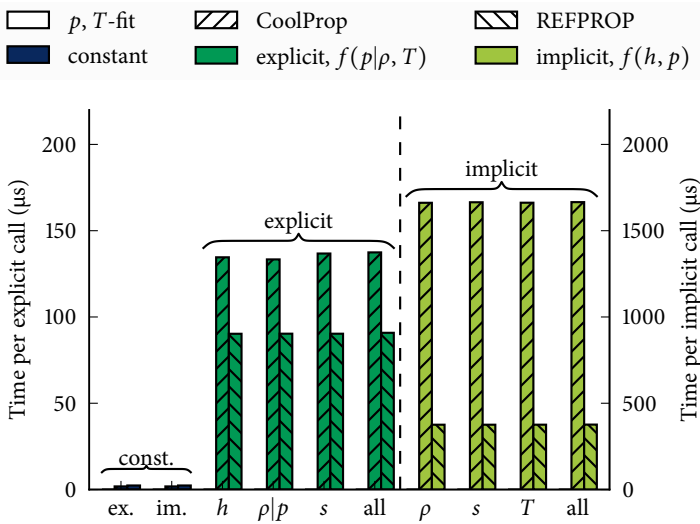 p, T-fit CoolProp REFPROP
constant explicit, f(p|ρ, T) implicit, f(h, p)
Time per explicit call (µs)
200
150
100
50
0
const.
explicit
implicit
2000
1500
1000
500
0
Time per implicit call (µs)
ex. im. h ρ|p s all ρ s T all